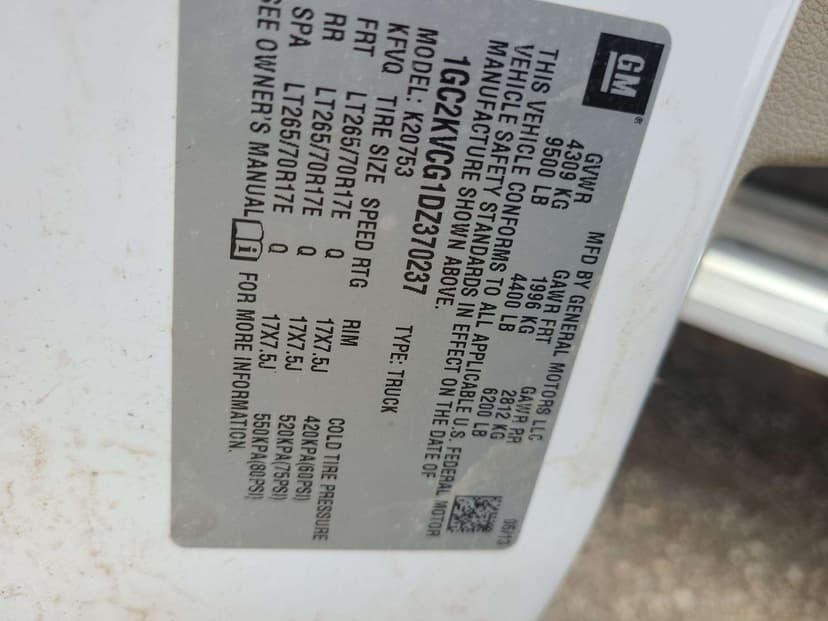 GM®
MFD BY GENERAL MOTORS LLC 06/13
GVWR GAWR FRT GAWR RR
4309 KG 1996 KG 2812 KG
9500 LB 4400 LB 6200 LB
THIS VEHICLE CONFORMS TO ALL APPLICABLE U.S. FEDERAL MOTOR
VEHICLE SAFETY STANDARDS IN EFFECT ON THE DATE OF
MANUFACTURE SHOWN ABOVE.
1GC2KVCG1DZ370237 TYPE: TRUCK
MODEL: K20753
KFVQ TIRE SIZE SPEED RTG RIM COLD TIRE PRESSURE
FRT LT265/70R17E Q 17X7.5J 420KPA(60PSI)
RR LT265/70R17E Q 17X7.5J 520KPA(75PSI)
SPA LT265/70R17E Q 17X7.5J 550KPA(80PSI)
SEE OWNER'S MANUAL FOR MORE INFORMATION.